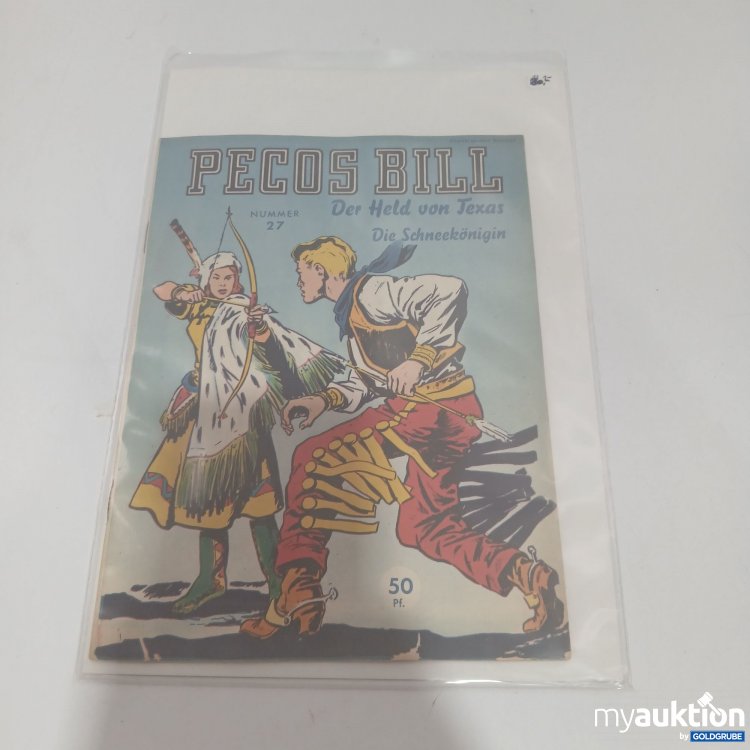 PECOS BILL
Der Held von Texas
NUMMER
27
Die Schneekönigin
50
Pf.
myauktion
by GOLDGRUBE